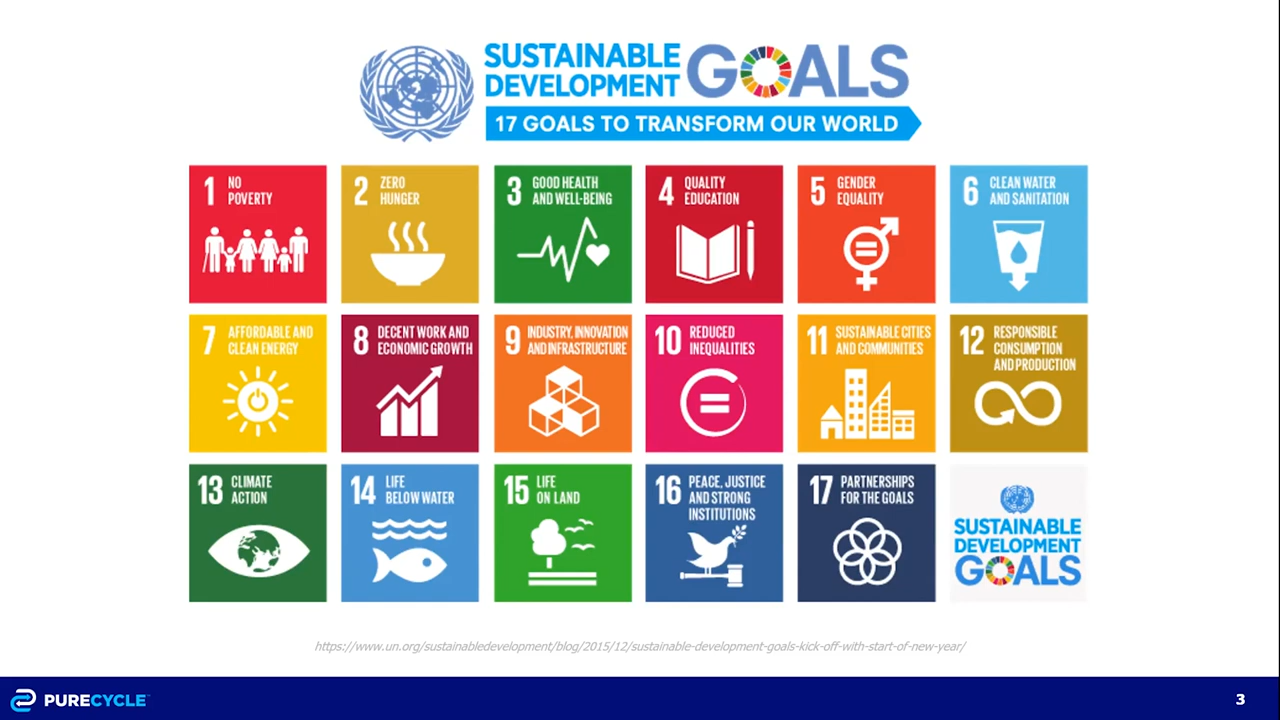 SUSTAINABLE
DEVELOPMENT
GOALS
17 GOALS TO TRANSFORM OUR WORLD
1 NO
POVERTY
2 ZERO
HUNGER
3 GOOD HEALTH
AND WELL-BEING
4 QUALITY
EDUCATION
5 GENDER
EQUALITY
6 CLEAN WATER
AND SANITATION
7 AFFORDABLE AND
CLEAN ENERGY
8 DECENT WORK AND
ECONOMIC GROWTH
9 INDUSTRY, INNOVATION
AND INFRASTRUCTURE
10 REDUCED
INEQUALITIES
11 SUSTAINABLE CITIES
AND COMMUNITIES
12 RESPONSIBLE
CONSUMPTION
AND PRODUCTION
13 CLIMATE
ACTION
14 LIFE
BELOW WATER
15 LIFE
ON LAND
16 PEACE, JUSTICE
AND STRONG
INSTITUTIONS
17 PARTNERSHIPS
FOR THE GOALS
SUSTAINABLE
DEVELOPMENT
GOALS
https://www.un.org/sustainabledevelopment/blog/2015/12/sustainable-development-goals-kick-off-with-start-of-new-year/
PURECYCLE
3